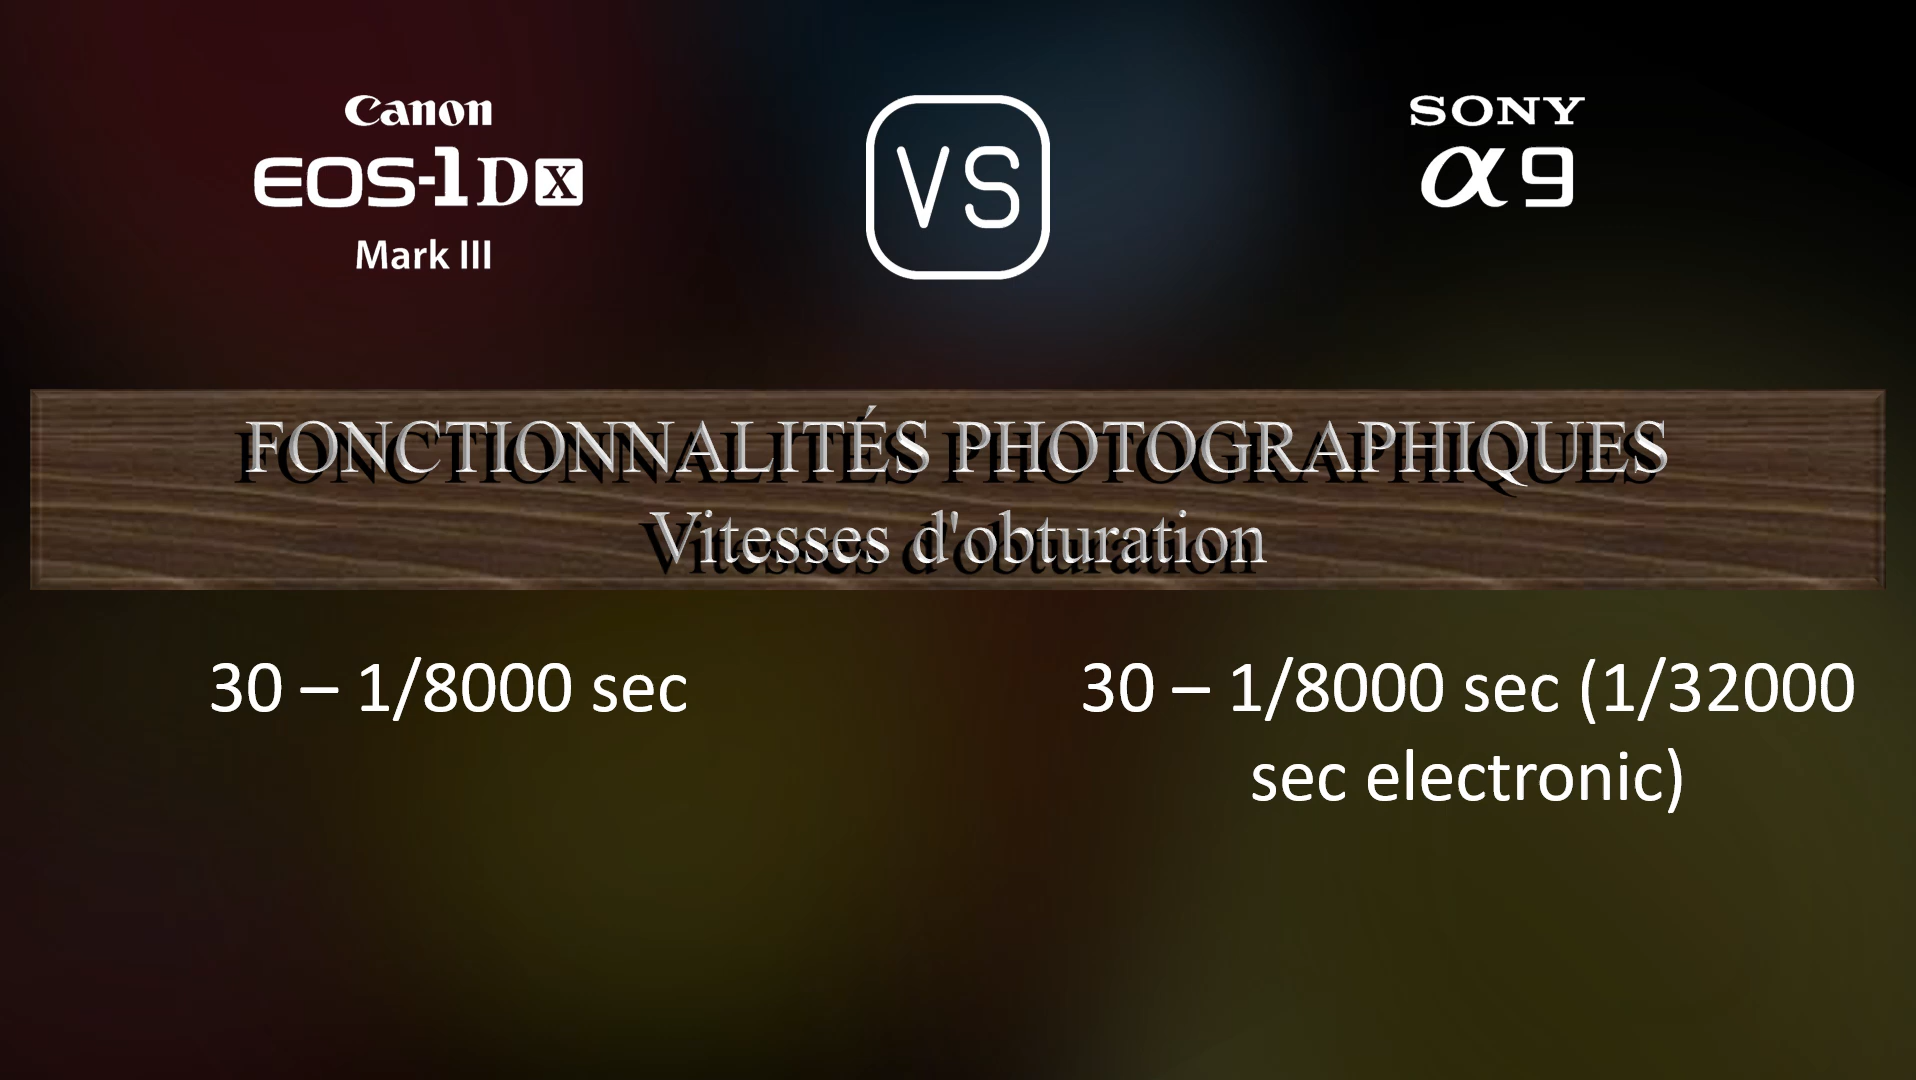 Canon
EOS-1 D X
Mark III
VS
SONY
α9
FONCTIONNALITÉS PHOTOGRAPHIQUES
Vitesses d'obturation
30 – 1/8000 sec
30 – 1/8000 sec (1/32000
sec electronic)